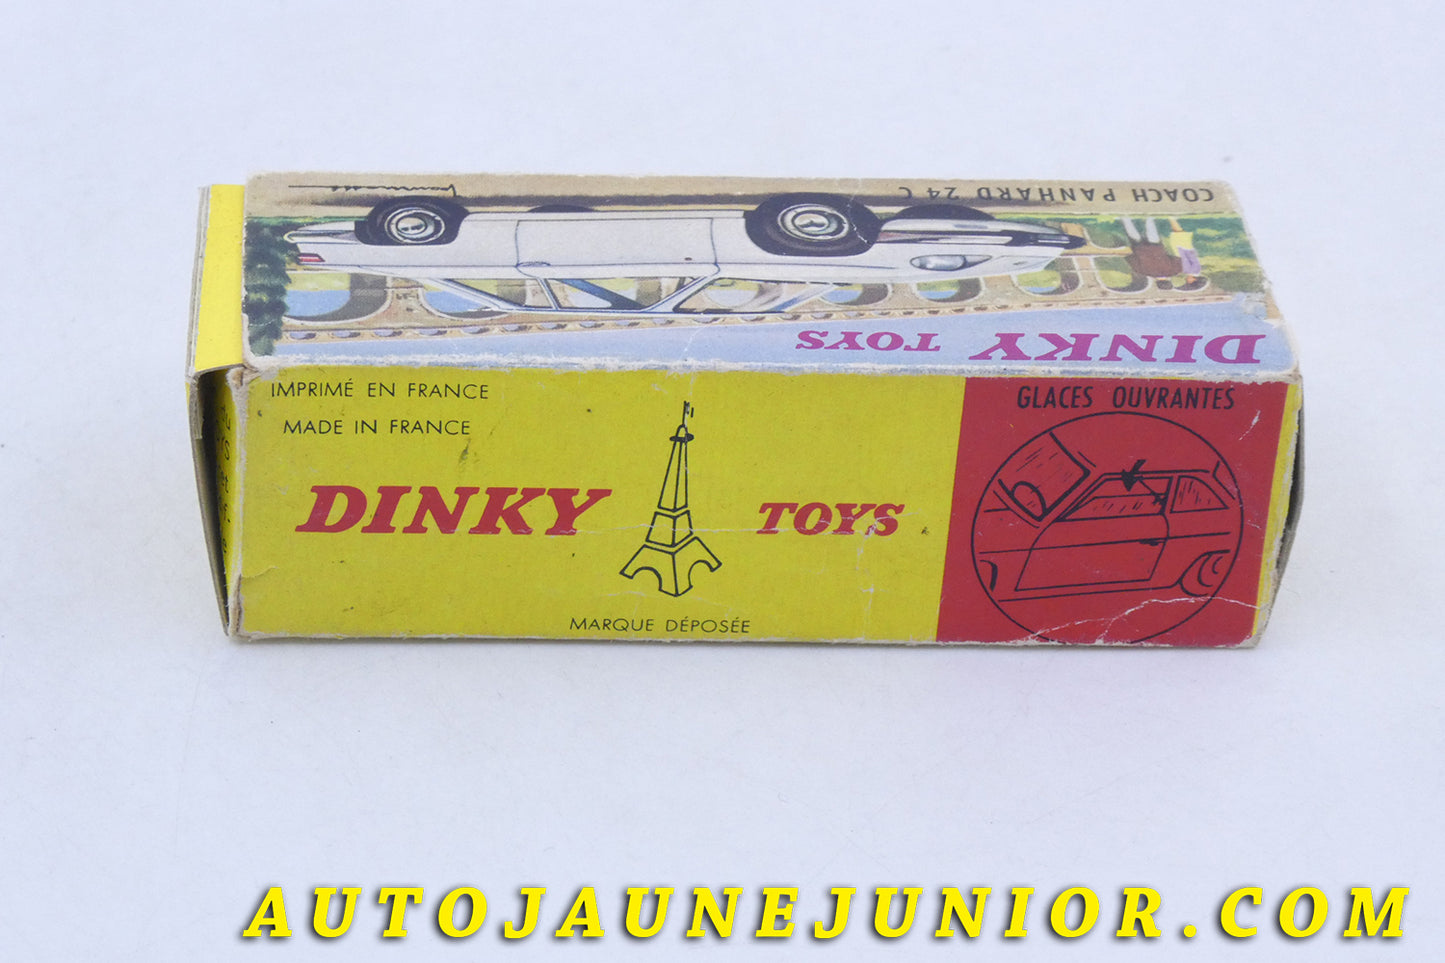 COACH PANHARD 24 C
DINKY TOYS
IMPRIMÉ EN FRANCE
MADE IN FRANCE
DINKY TOYS
MARQUE DÉPOSÉE
GLACES OUVRANTES
AUTOJAUNEJUNIOR.COM